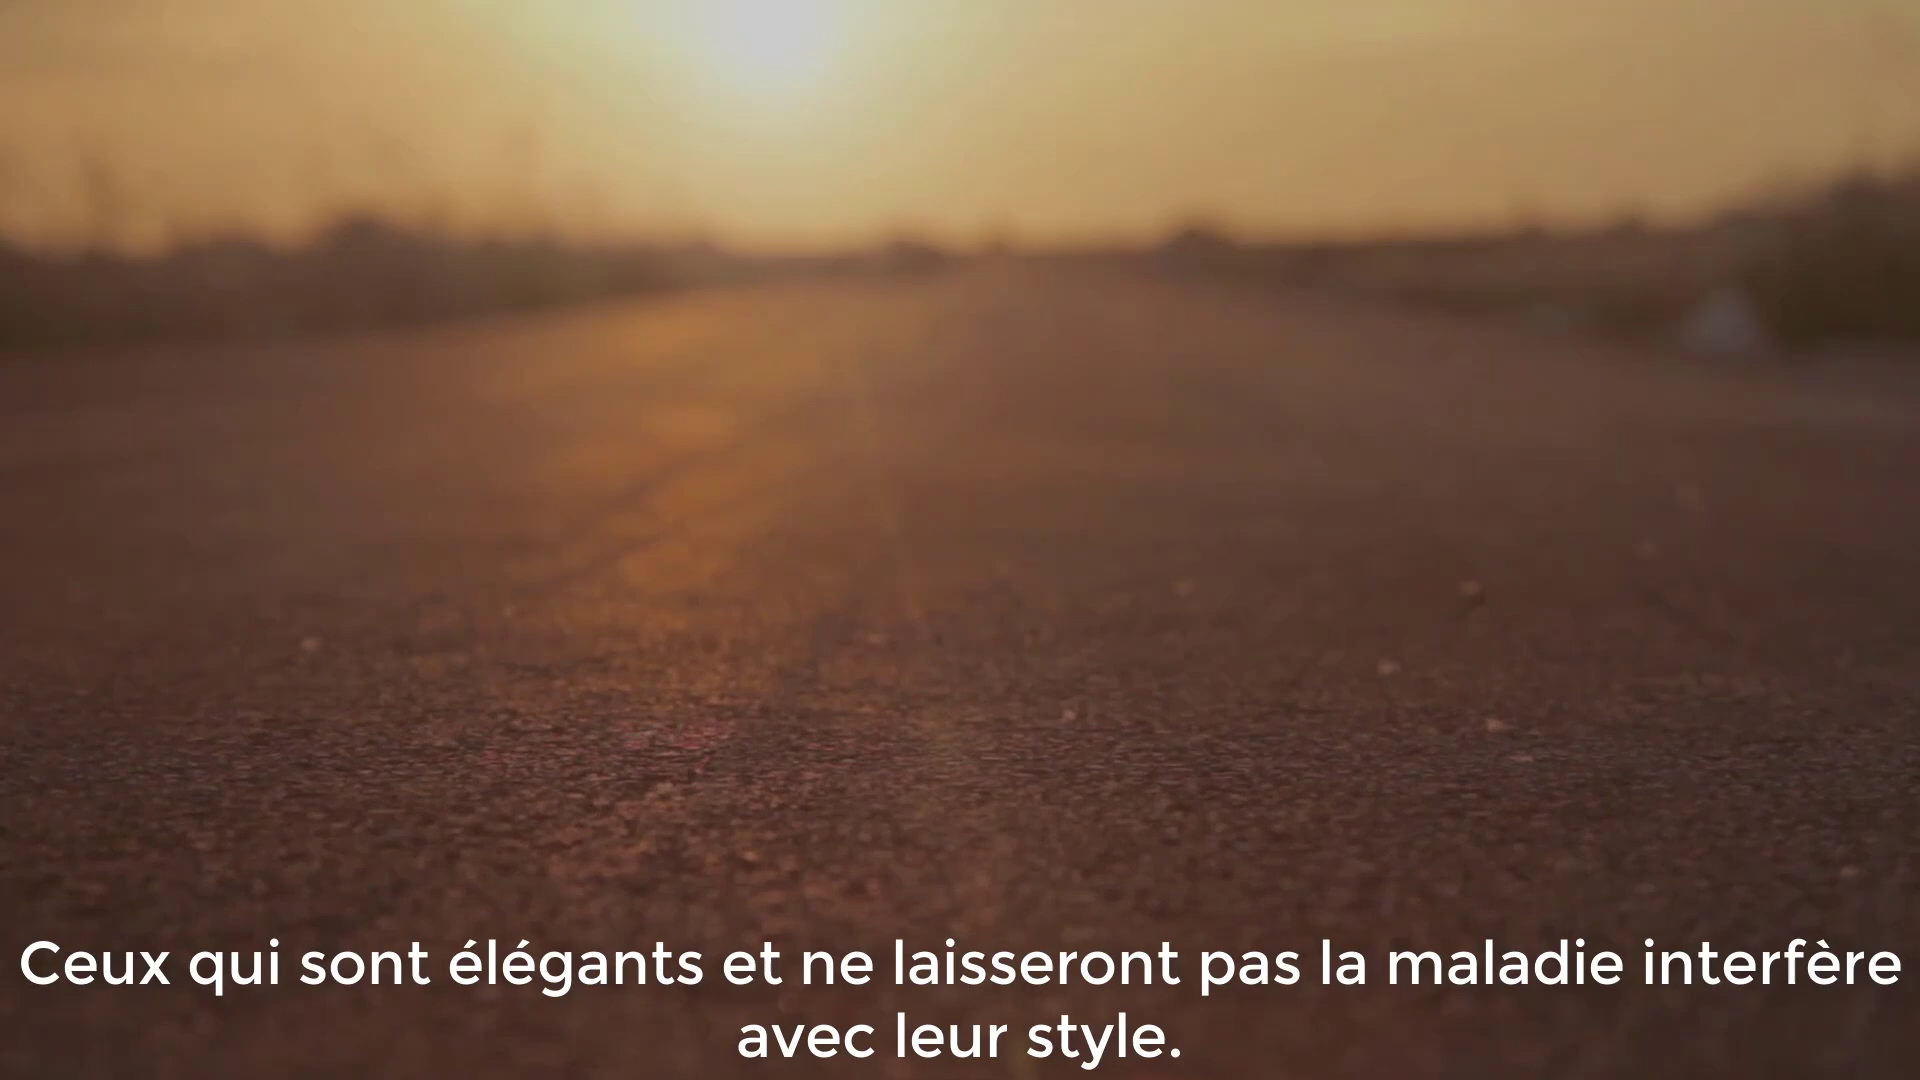 Ceux qui sont élégants et ne laisseront pas la maladie interfère
avec leur style.